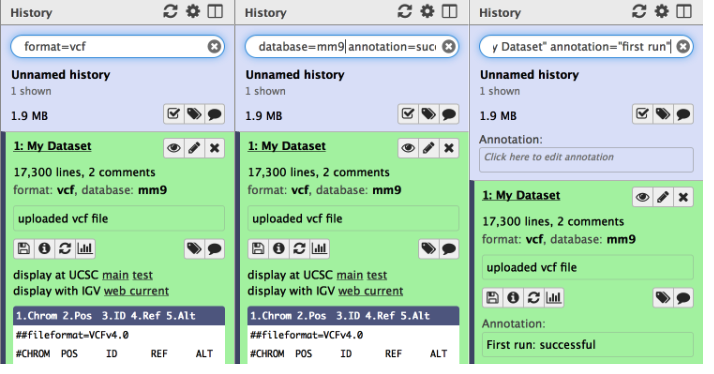 History
format=vcf
Unnamed history
1 shown
1.9 MB
1: My Dataset
17,300 lines, 2 comments
format: vcf, database: mm9
uploaded vcf file
display at UCSC main test
display with IGV web current
1.Chrom 2.Pos 3.ID 4.Ref 5.Alt
##fileformat=VCFv4.0
#CHROM POS ID REF ALT
History
database=mm9 annotation=suc
Unnamed history
1 shown
1.9 MB
1: My Dataset
17,300 lines, 2 comments
format: vcf, database: mm9
uploaded vcf file
display at UCSC main test
display with IGV web current
1.Chrom 2.Pos 3.ID 4.Ref 5.Alt
##fileformat=VCFv4.0
#CHROM POS ID REF ALT
History
y Dataset" annotation="first run"
Unnamed history
1 shown
1.9 MB
Annotation:
Click here to edit annotation
1: My Dataset
17,300 lines, 2 comments
format: vcf, database: mm9
uploaded vcf file
Annotation:
First run: successful